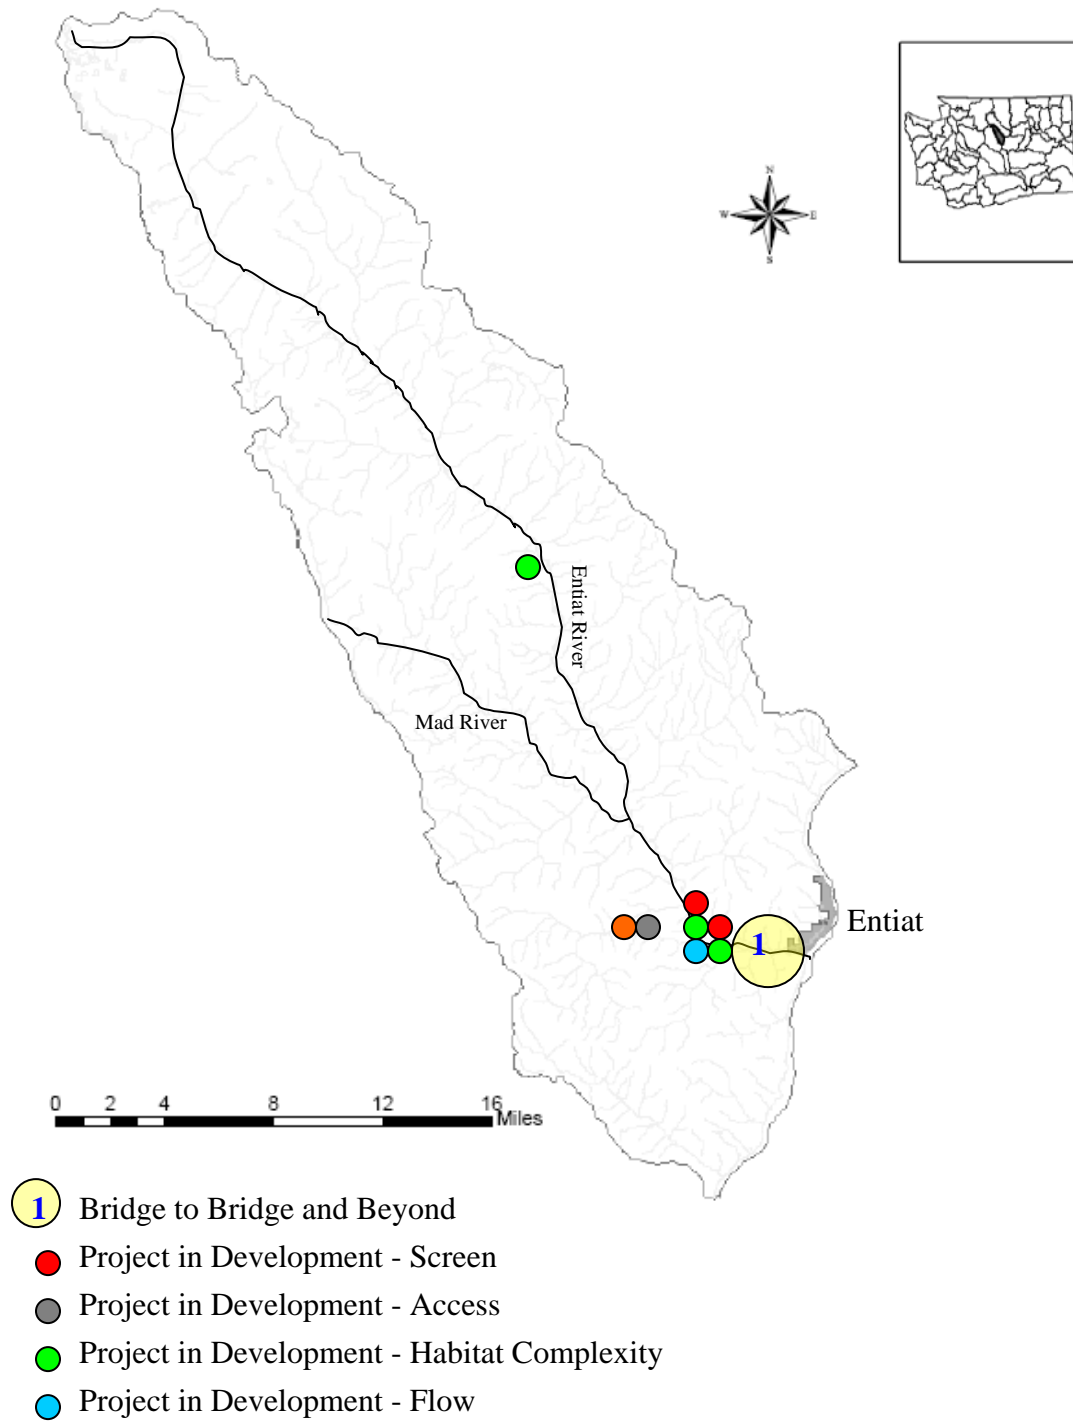 N
W E
S
Entiat River
Mad River
Entiat
1
0 2 4 8 12 16
Miles
1 Bridge to Bridge and Beyond
Project in Development - Screen
Project in Development - Access
Project in Development - Habitat Complexity
Project in Development - Flow